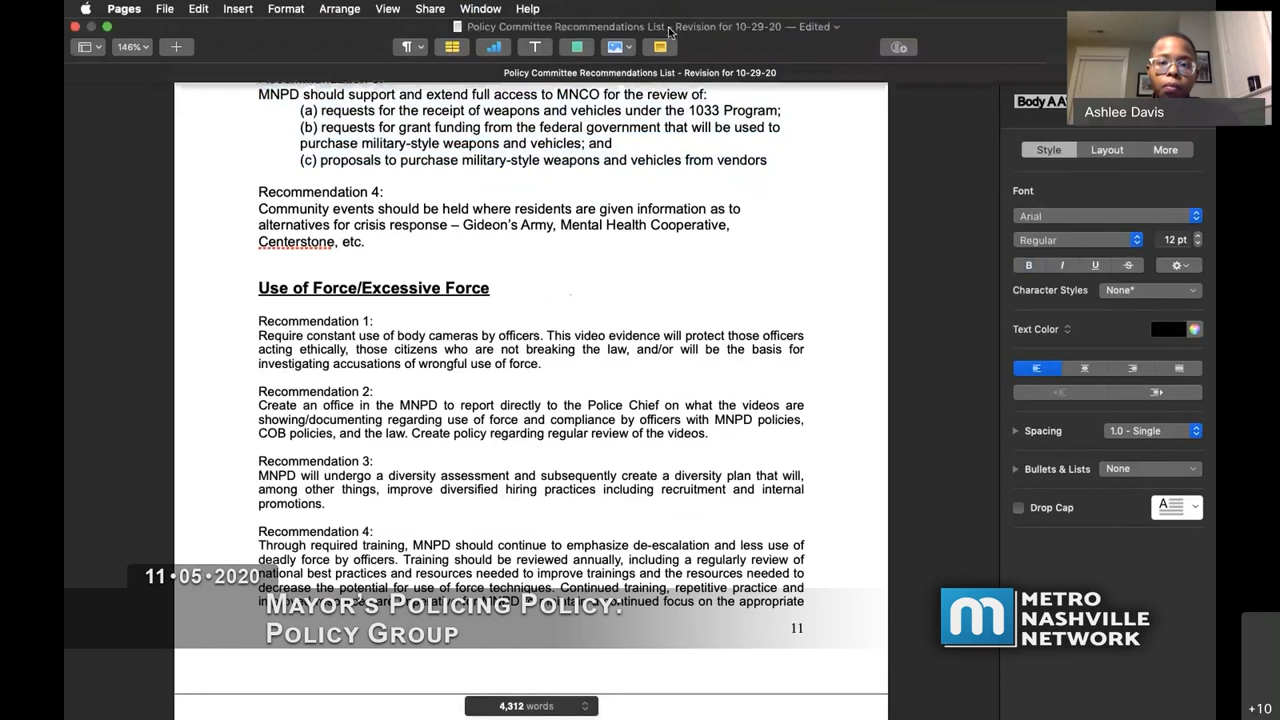 Pages File Edit Insert Format Arrange View Share Window Help
Policy Committee Recommendations List - Revision for 10-29-20 — Edited
146%
Policy Committee Recommendations List - Revision for 10-29-20
Ashlee Davis
MNPD should support and extend full access to MNCO for the review of:
(a) requests for the receipt of weapons and vehicles under the 1033 Program;
(b) requests for grant funding from the federal government that will be used to
purchase military-style weapons and vehicles; and
(c) proposals to purchase military-style weapons and vehicles from vendors
Recommendation 4:
Community events should be held where residents are given information as to
alternatives for crisis response – Gideon's Army, Mental Health Cooperative,
Centerstone, etc.
Use of Force/Excessive Force
Recommendation 1:
Require constant use of body cameras by officers. This video evidence will protect those officers
acting ethically, those citizens who are not breaking the law, and/or will be the basis for
investigating accusations of wrongful use of force.
Recommendation 2:
Create an office in the MNPD to report directly to the Police Chief on what the videos are
showing/documenting regarding use of force and compliance by officers with MNPD policies,
COB policies, and the law. Create policy regarding regular review of the videos.
Recommendation 3:
MNPD will undergo a diversity assessment and subsequently create a diversity plan that will,
among other things, improve diversified hiring practices including recruitment and internal
promotions.
Recommendation 4:
Through required training, MNPD should continue to emphasize de-escalation and less use of
deadly force by officers. Training should be reviewed annually, including a regularly review of
national best practices and resources needed to improve trainings and the resources needed to
decrease the potential for use of force techniques. Continued training, repetitive practice and
continued focus on the appropriate
11
4,312 words
Body
Style Layout More
Font
Arial
Regular 12 pt
B I U S
Character Styles None*
Text Color
Spacing 1.0 - Single
Bullets & Lists None
Drop Cap A
11•05•2020
MAYOR'S POLICING POLICY:
POLICY GROUP
m
METRO
NASHVILLE
NETWORK
+10